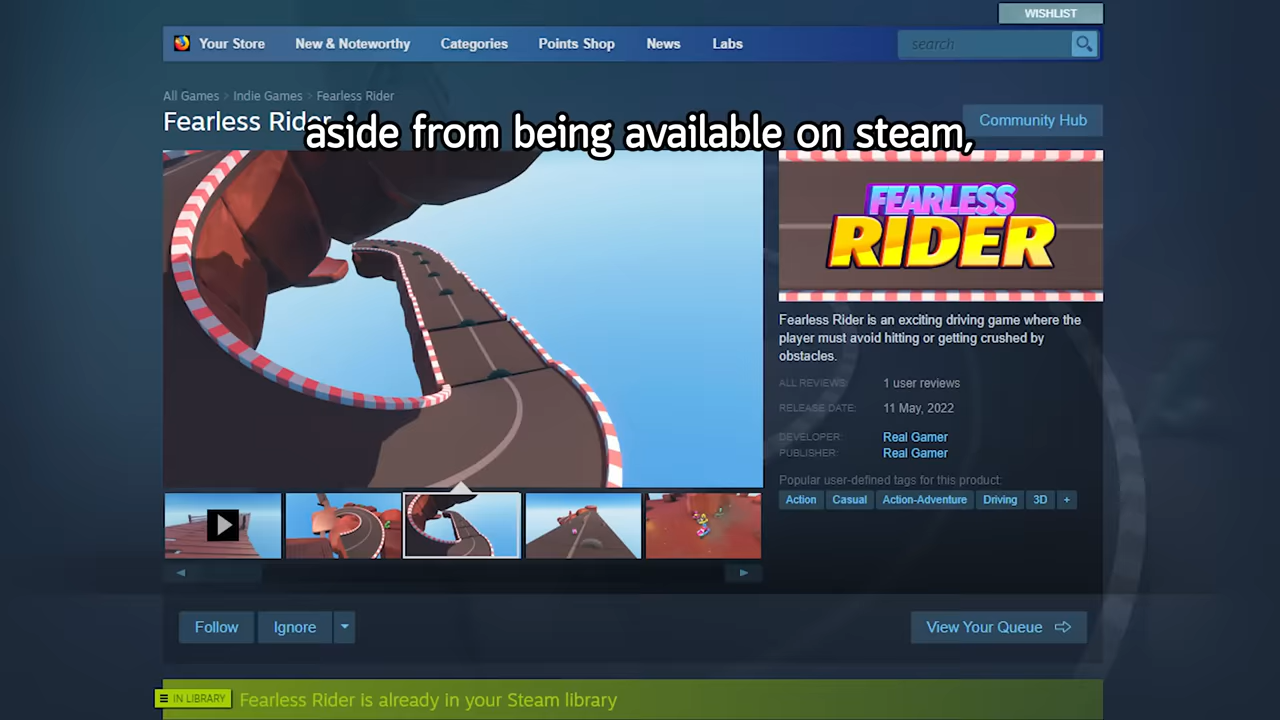 WISHLIST
Your Store New & Noteworthy Categories Points Shop News Labs search
All Games > Indie Games > Fearless Rider
Fearless Rider
Community Hub
aside from being available on steam,
FEARLESS
RIDER
Fearless Rider is an exciting driving game where the
player must avoid hitting or getting crushed by
obstacles.
ALL REVIEWS: 1 user reviews
RELEASE DATE: 11 May, 2022
DEVELOPER: Real Gamer
PUBLISHER: Real Gamer
Popular user-defined tags for this product:
Action Casual Action-Adventure Driving 3D +
Follow Ignore View Your Queue
IN LIBRARY Fearless Rider is already in your Steam library